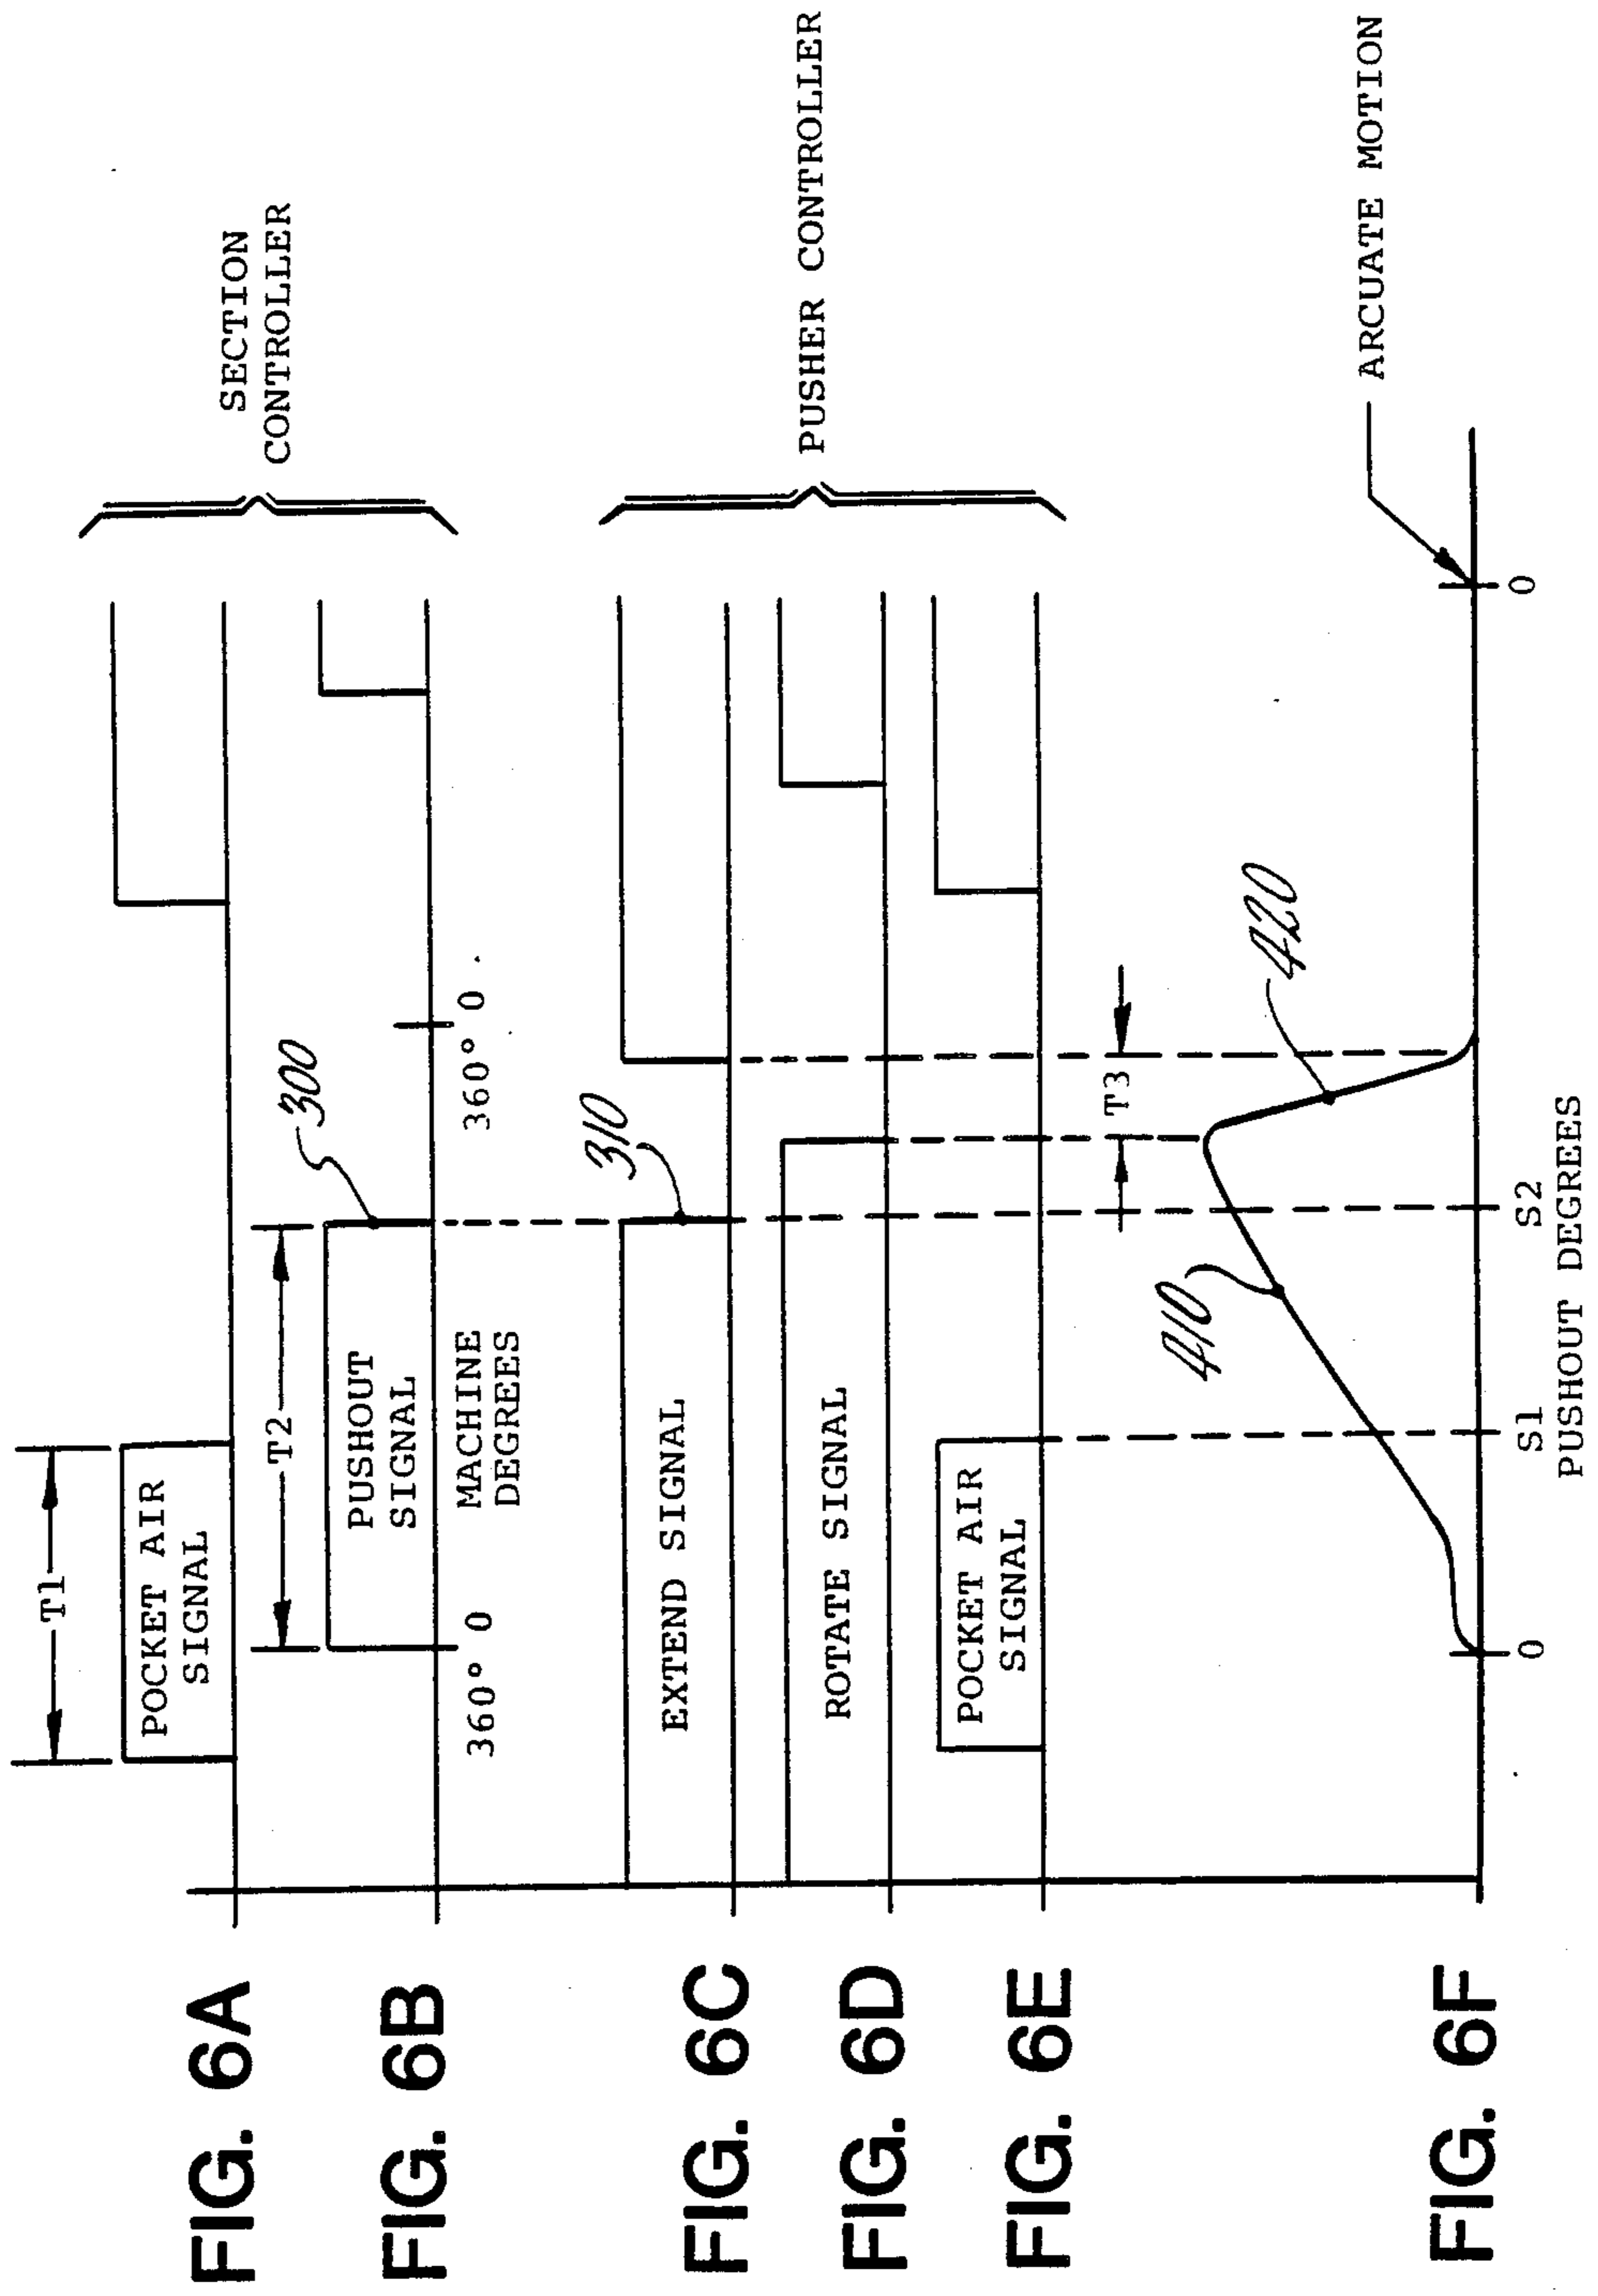 FIG. 6A
T1
POCKET AIR
SIGNAL
SECTION
CONTROLLER
FIG. 6B
T2
PUSHOUT
SIGNAL
300
360° 0
MACHINE
DEGREES
360° 0
FIG. 6C
EXTEND SIGNAL
310
PUSHER CONTROLLER
FIG. 6D
ROTATE SIGNAL
FIG. 6E
POCKET AIR
SIGNAL
T3
FIG. 6F
410
420
ARCUATE MOTION
0
S1
S2
0
PUSHOUT DEGREES